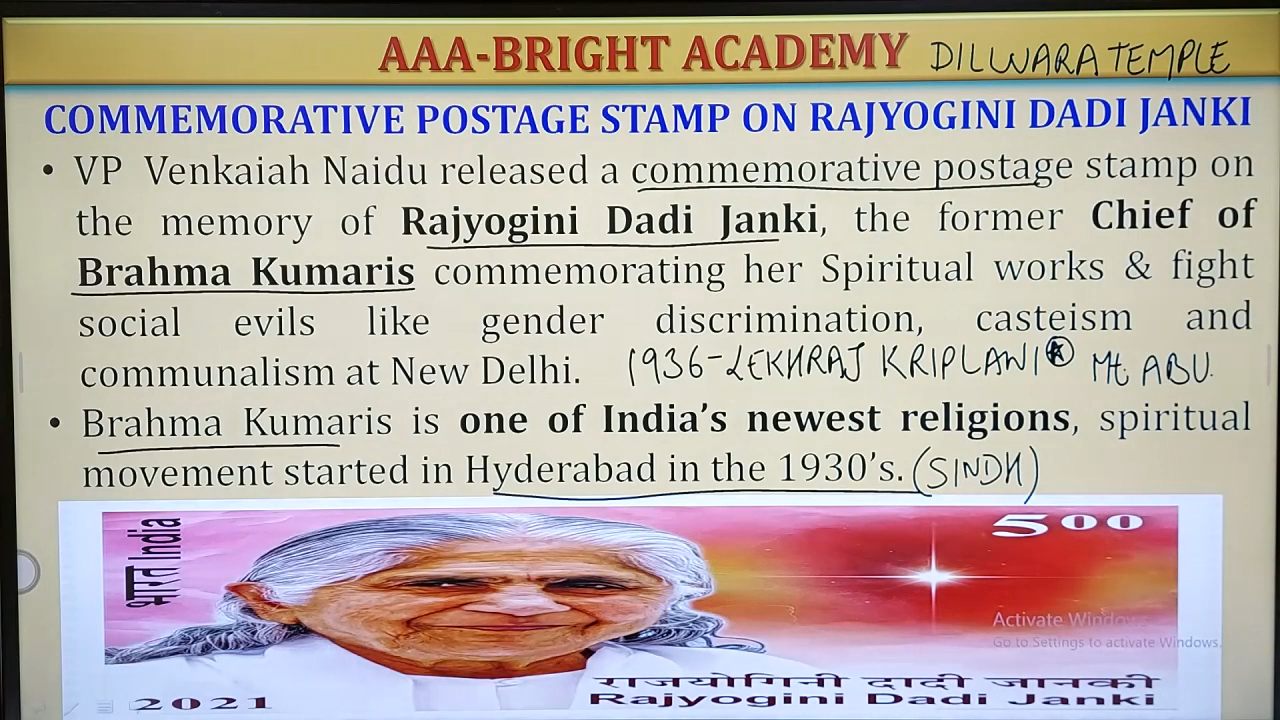 AAA-BRIGHT ACADEMY DILWARA TEMPLE
COMMEMORATIVE POSTAGE STAMP ON RAJYOGINI DADI JANKI
• VP Venkaiah Naidu released a commemorative postage stamp on
the memory of Rajyogini Dadi Janki, the former Chief of
Brahma Kumaris commemorating her Spiritual works & fight
social evils like gender discrimination, casteism and
communalism at New Delhi. 1936-LEKHRAJ KRIPLANI Mt. ABU.
• Brahma Kumaris is one of India's newest religions, spiritual
movement started in Hyderabad in the 1930's. (SINDH)
भारत India
500
Activate Windows
Go to Settings to activate Windows.
राजयोगिनी दादी जानकी
2021 Rajyogini Dadi Janki